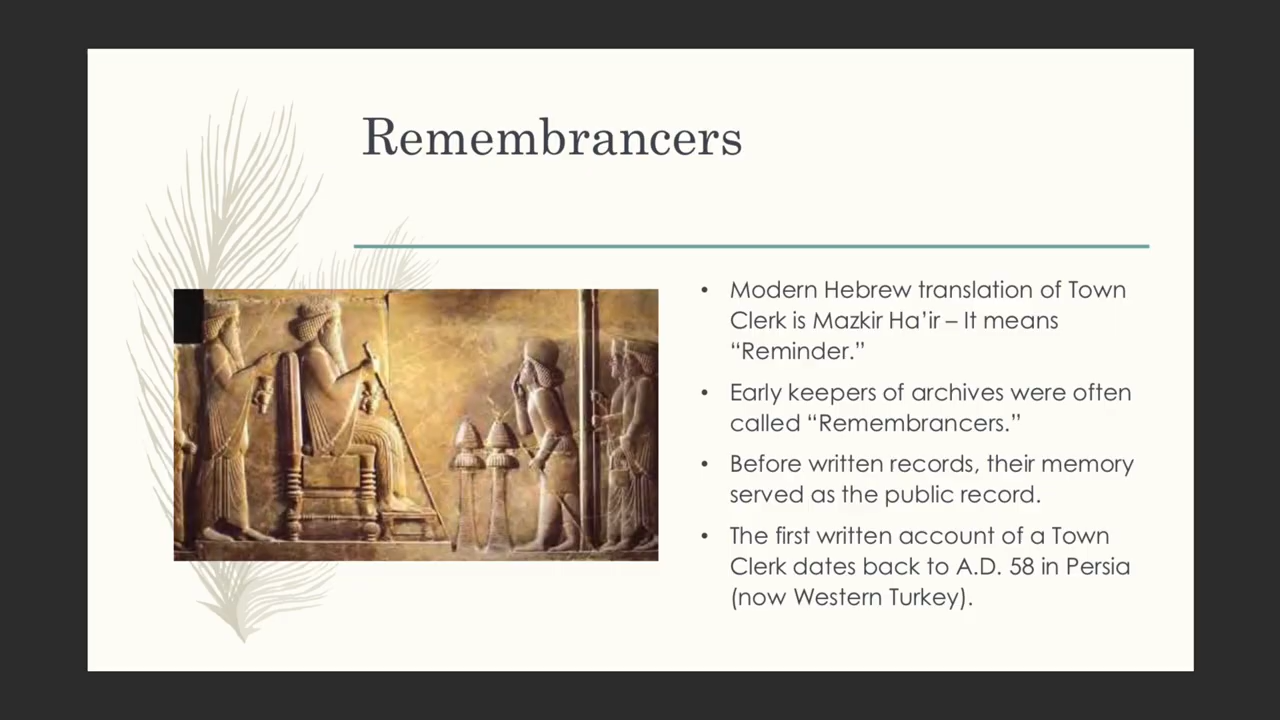 Remembrancers
• Modern Hebrew translation of Town
Clerk is Mazkir Ha’ir – It means
“Reminder.”
• Early keepers of archives were often
called “Remembrancers.”
• Before written records, their memory
served as the public record.
• The first written account of a Town
Clerk dates back to A.D. 58 in Persia
(now Western Turkey).